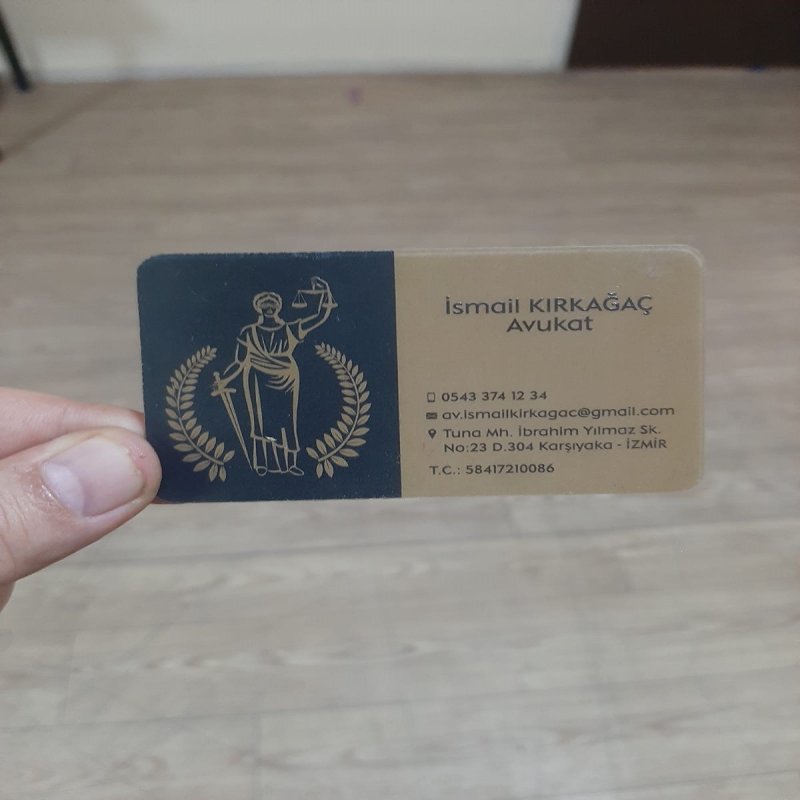 İsmail KIRKAĞAÇ
Avukat
0543 374 12 34
av.ismailkirkagac@gmail.com
Tuna Mh. İbrahim Yılmaz Sk.
No:23 D.304 Karşıyaka - İZMİR
T.C.: 58417210086